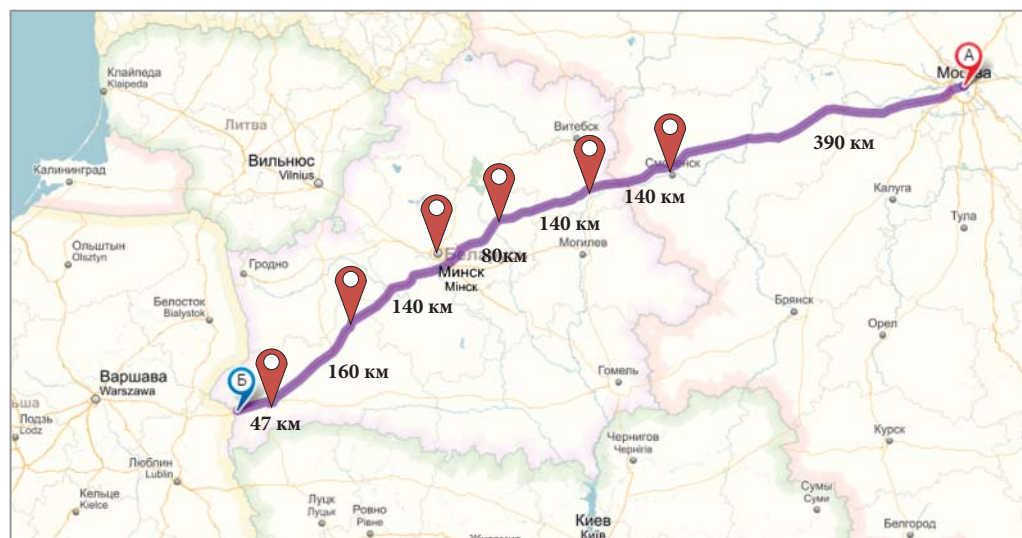 А
Москва
Клайпеда
Klaipeda
Литва
Витебск
390 км
Вильнюс
Vilnius
Смоленск
Калининград
140 км
Калуга
140 км
Тула
Ольштын
Olsztyn
Гродно
80км
Могилев
Беларусь
Минск
Мінск
140 км
Белосток
Bialystok
Брянск
Орел
160 км
Варшава
Warszawa
Б
Гомель
47 км
Лодзь
Lodz
Чернигов
Чернігів
Курск
Люблин
Lublin
Кельце
Kielce
Луцк
Луцьк
Ровно
Рівне
Сумы
Суми
Киев
Київ
Белгород